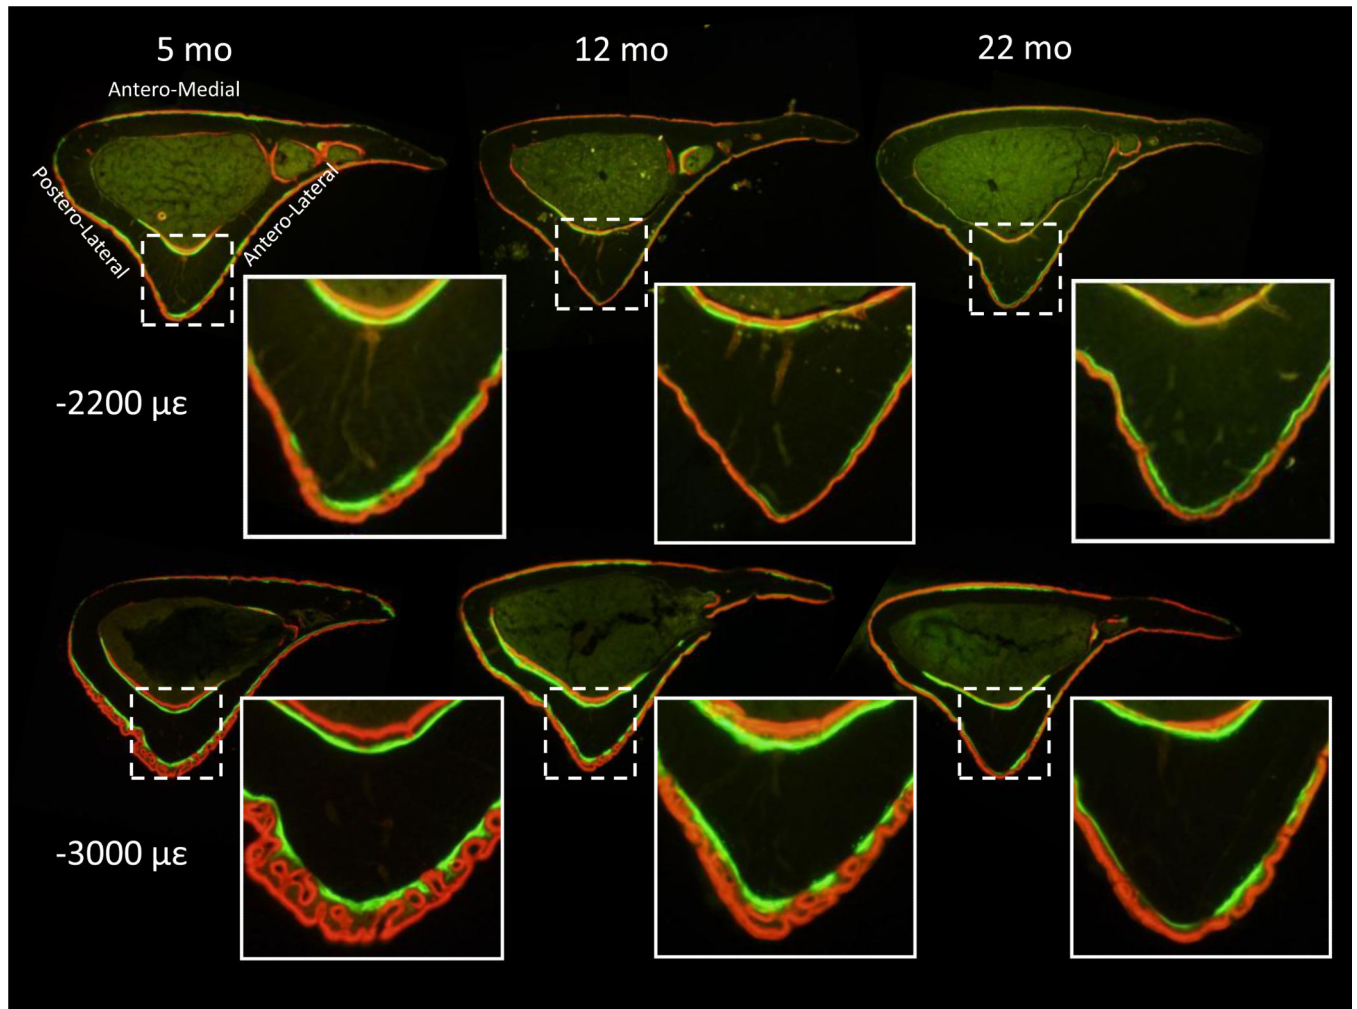 5 mo
12 mo
22 mo
Antero-Medial
Postero-Lateral
Antero-Lateral
-2200 µε
-3000 µε